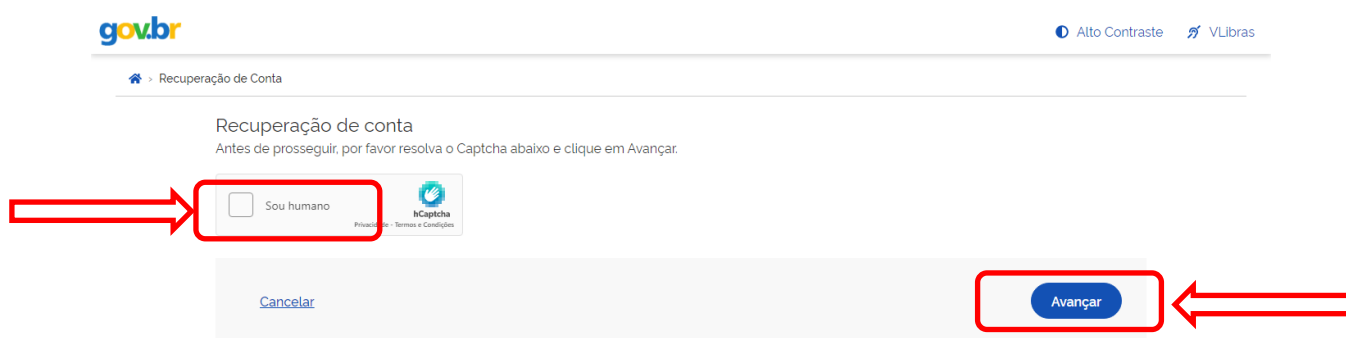 gov.br
Alto Contraste
VLibras
Recuperação de Conta
Recuperação de conta
Antes de prosseguir, por favor resolva o Captcha abaixo e clique em Avançar.
Sou humano
hCaptcha
Privacidade - Termos e Condições
Cancelar
Avançar